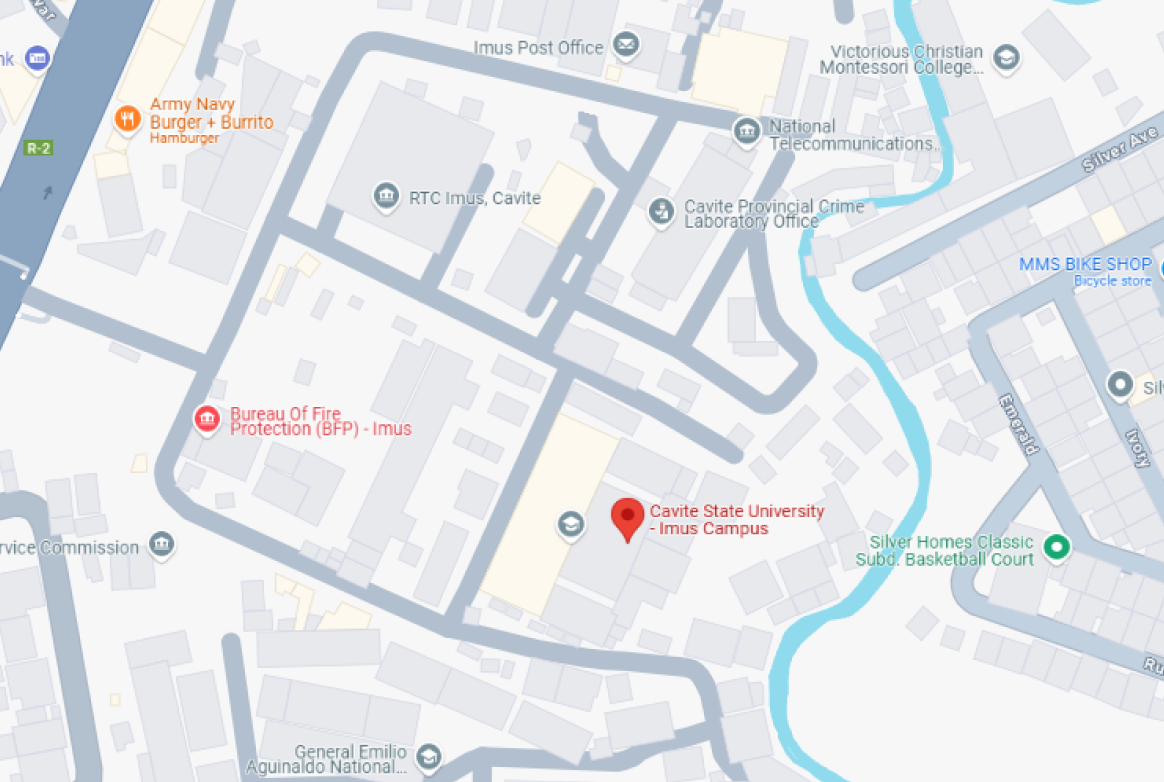 Imus Post Office
Victorious Christian
Montessori College...
Army Navy
Burger + Burrito
Hamburger
National
Telecommunications..
R-2
Silver Ave
RTC Imus, Cavite
Cavite Provincial Crime
Laboratory Office
MMS BIKE SHOP
Bicycle store
Bureau Of Fire
Protection (BFP) - Imus
Emerald
Ivory
Cavite State University
- Imus Campus
Silver Homes Classic
Subd. Basketball Court
Commission
General Emilio
Aguinaldo National...